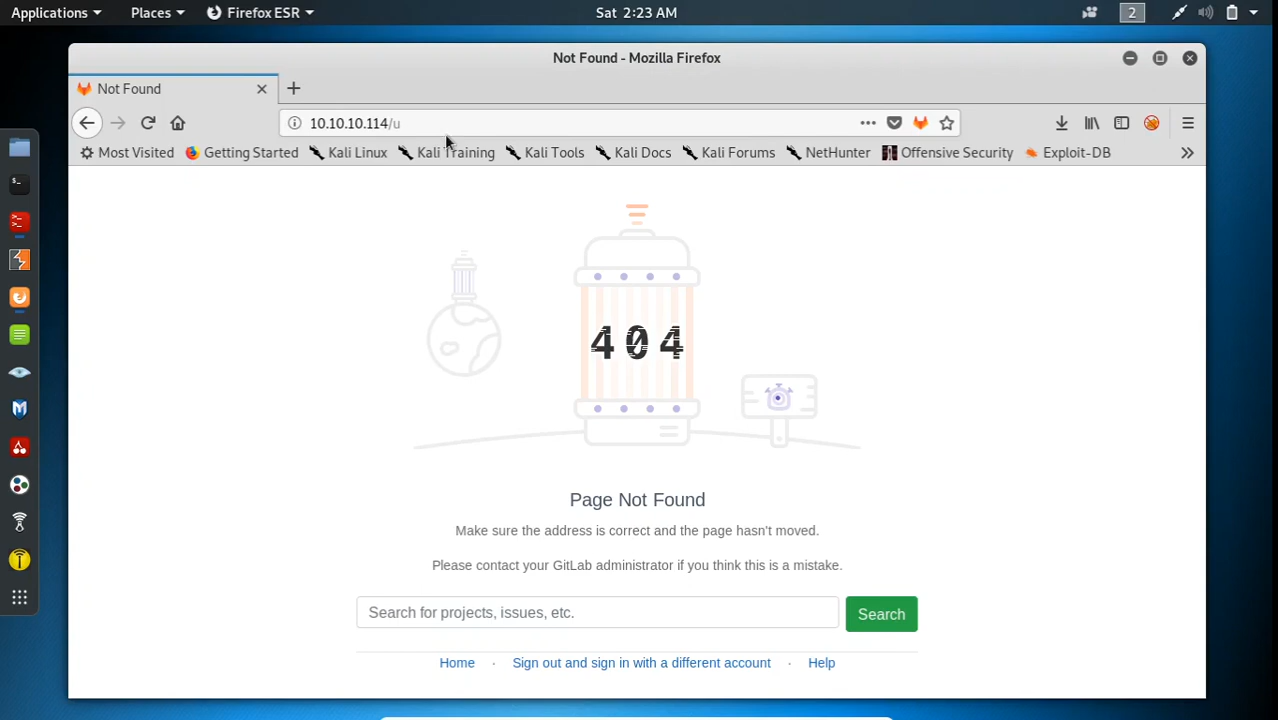 Applications Places Firefox ESR Sat 2:23 AM 2
Not Found - Mozilla Firefox
Not Found
10.10.10.114/u
Most Visited Getting Started Kali Linux Kali Training Kali Tools Kali Docs Kali Forums NetHunter Offensive Security Exploit-DB
404
Page Not Found
Make sure the address is correct and the page hasn't moved.
Please contact your GitLab administrator if you think this is a mistake.
Search for projects, issues, etc. Search
Home · Sign out and sign in with a different account · Help